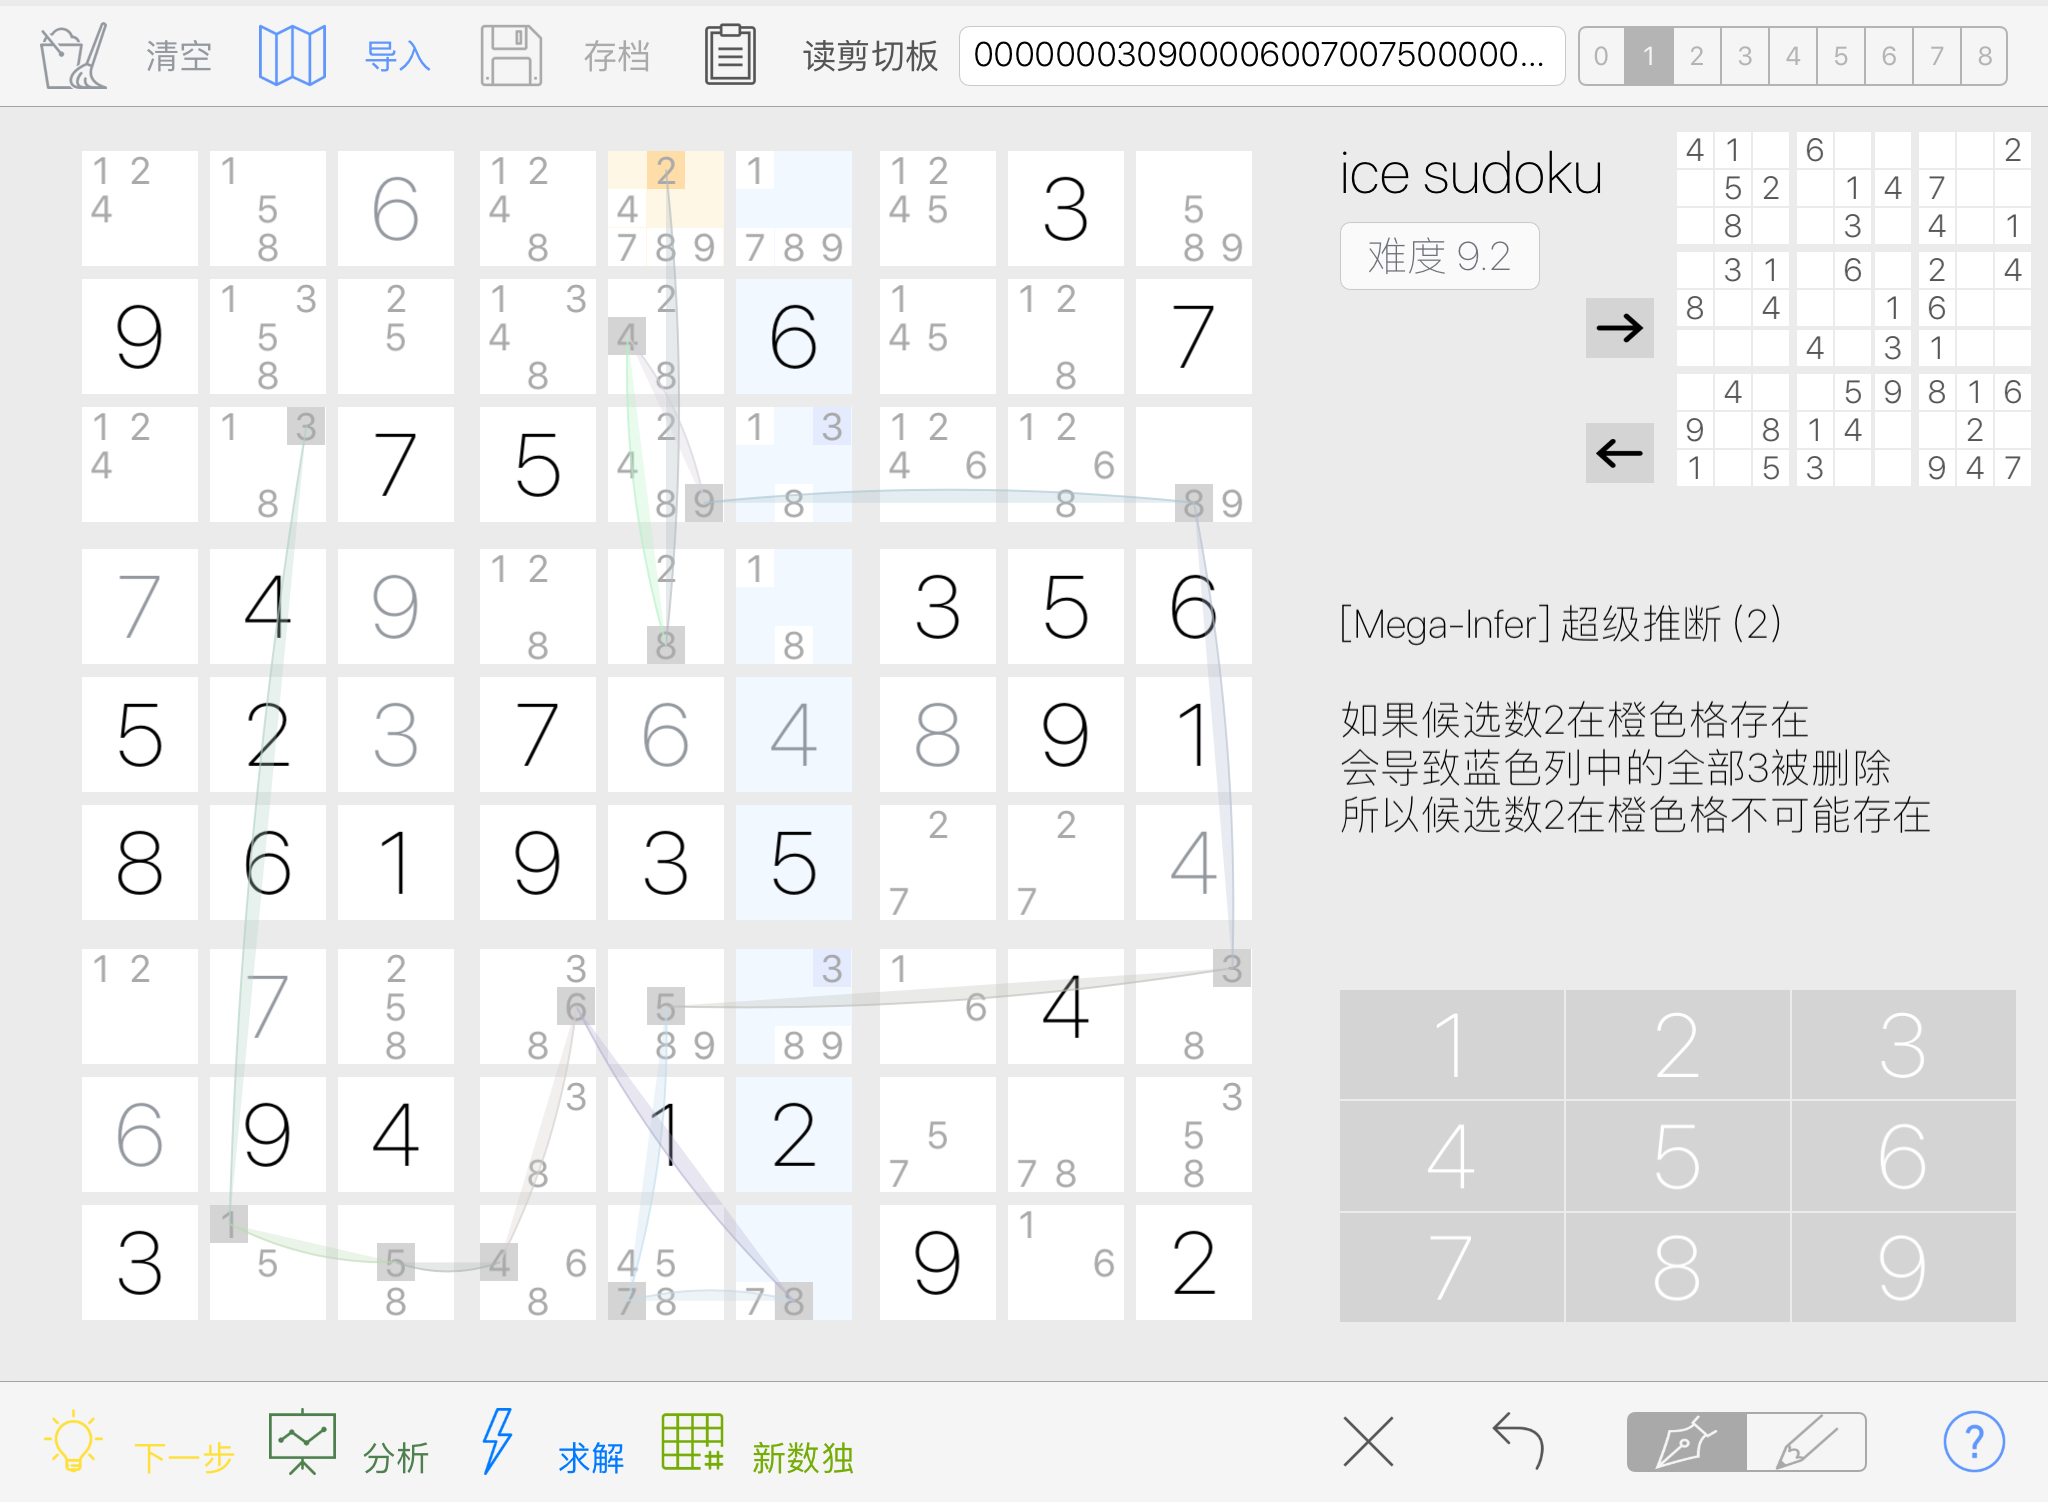 清空 导入 存档 读剪切板 00000003090000600700750000​0... 0 1 2 3 4 5 6 7 8
1 2 1 1 2 2 1 1 2
4 5 6 4 4 4 5 3 5
8 8 7 8 9 7 8 9 8 9
1 3 2 1 3 2 1 1 2
9 5 5 4 4 6 4 5 7
8 8 8 8
1 2 1 3 2 1 3 1 2 1 2
4 7 5 4 4 6 6
8 8 9 8 8 8 9
1 2 2 1
7 4 9 3 5 6
8 8 8
5 2 3 7 6 4 8 9 1
2 2
8 6 1 9 3 5 4
7 7
1 2 2 3 3 1 3
7 5 6 5 6 4
8 8 8 9 8 9 8
3 3
6 9 4 1 2 5 5
8 7 7 8 8
1 1
3 5 5 4 6 4 5 9 6 2
8 8 7 8 7 8
ice sudoku
难度 9.2
4 1 6 2
5 2 1 4 7
8 3 4 1
3 1 6 2 4
8 4 1 6
4 3 1
4 5 9 8 1 6
9 8 1 4 2
1 5 3 9 4 7
[Mega-Infer] 超级推断 (2)
如果候选数2在橙色格存在
会导致蓝色列中的全部3被删除
所以候选数2在橙色格不可能存在
1 2 3
4 5 6
7 8 9
下一步 分析 求解 新数独 ?